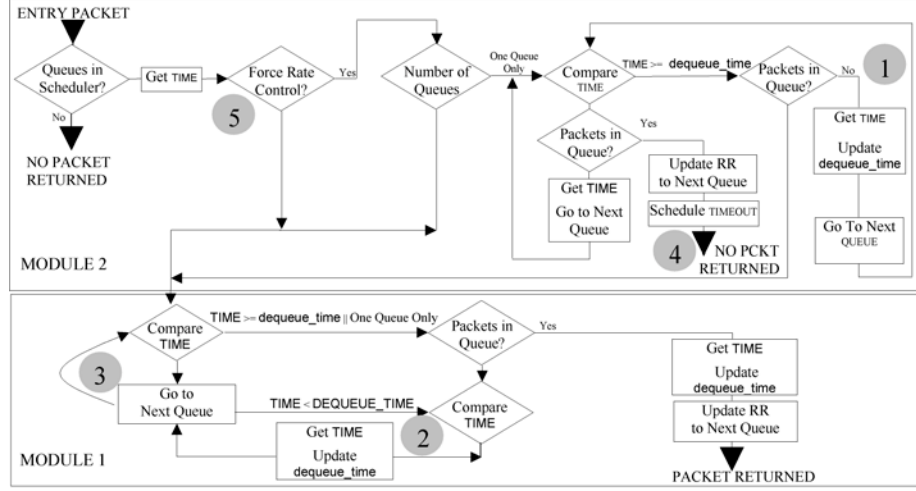 ENTRY PACKET
Queues in
Scheduler?
No
NO PACKET
RETURNED
Get TIME
Force Rate
Control?
Yes
5
Number of
Queues
One Queue
Only
Compare
TIME
TIME >= dequeue_time
Packets in
Queue?
No
1
Get TIME
Update
dequeue_time
Go To Next
QUEUE
Packets in
Queue?
Yes
Get TIME
Go to Next
Queue
Update RR
to Next Queue
Schedule TIMEOUT
4
NO PCKT
RETURNED
MODULE 2
Compare
TIME
TIME >= dequeue_time || One Queue Only
Packets in
Queue?
Yes
Get TIME
Update
dequeue_time
Update RR
to Next Queue
PACKET RETURNED
3
Go to
Next Queue
TIME < DEQUEUE_TIME
Compare
TIME
2
Get TIME
Update
dequeue_time
MODULE 1